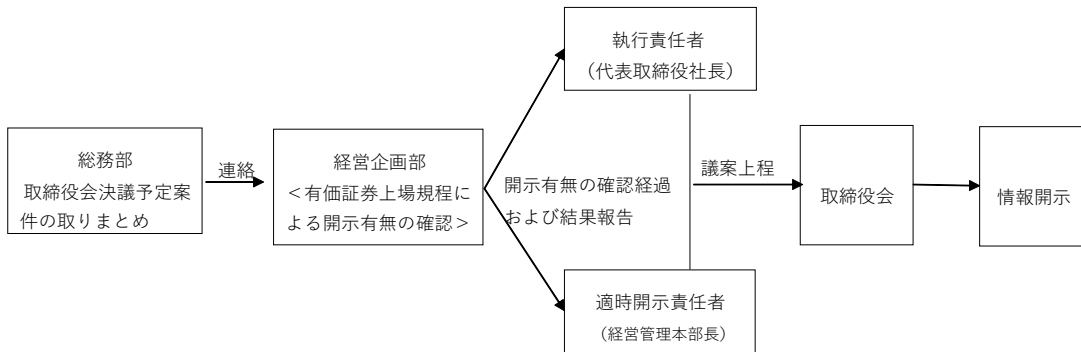 総務部
取締役会決議予定案
件の取りまとめ
連絡
経営企画部
＜有価証券上場規程に
よる開示有無の確認＞
執行責任者
（代表取締役社長）
開示有無の確認経過
および結果報告
適時開示責任者
（経営管理本部長）
議案上程
取締役会
情報開示